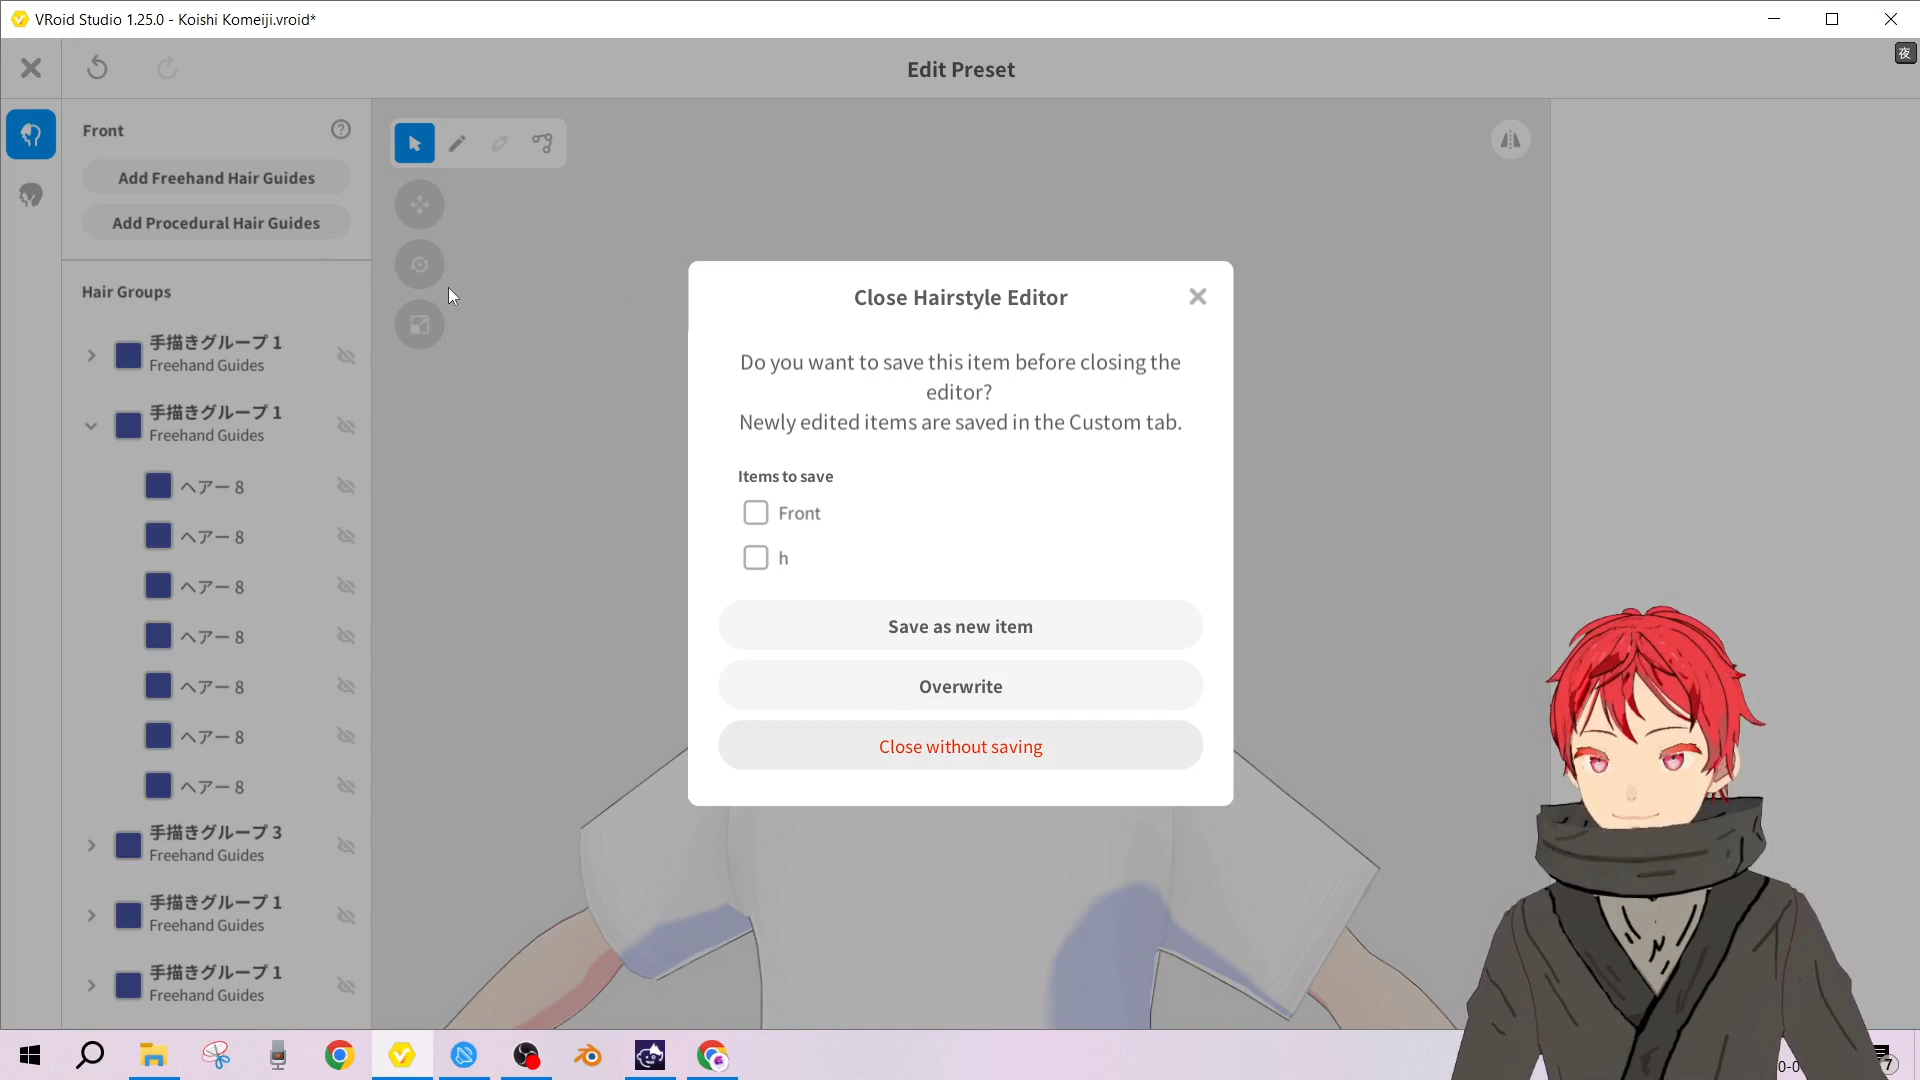 VRoid Studio 1.25.0 - Koishi Komeiji.vroid*
夜
Edit Preset
Front
Add Freehand Hair Guides
Add Procedural Hair Guides
Hair Groups
手描きグループ 1
Freehand Guides
手描きグループ 1
Freehand Guides
ヘアー 8
ヘアー 8
ヘアー 8
ヘアー 8
ヘアー 8
ヘアー 8
ヘアー 8
手描きグループ 3
Freehand Guides
手描きグループ 1
Freehand Guides
手描きグループ 1
Freehand Guides
Close Hairstyle Editor
Do you want to save this item before closing the
editor?
Newly edited items are saved in the Custom tab.
Items to save
Front
h
Save as new item
Overwrite
Close without saving
7